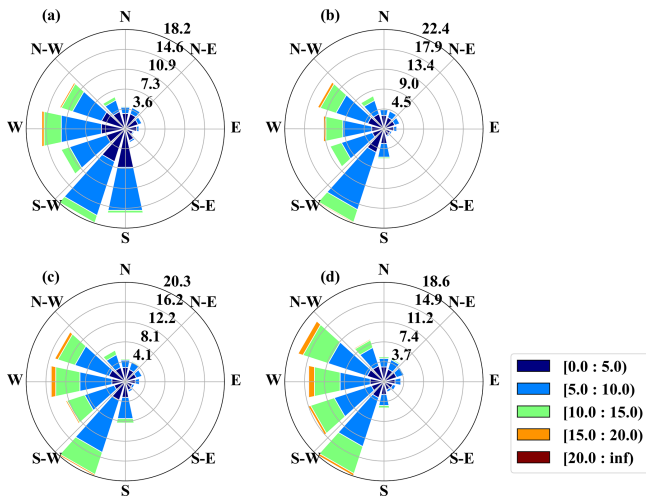 (a)
N
18.2
(b)
N
22.4
N-W
14.6
N-E
N-W
17.9
N-E
10.9
13.4
7.3
9.0
3.6
4.5
W
E
W
E
S-W
S-E
S-W
S-E
S
S
(c)
N
20.3
(d)
N
18.6
N-W
16.2
N-E
N-W
14.9
N-E
12.2
11.2
8.1
7.4
4.1
3.7
W
E
W
E
[0.0 : 5.0)
[5.0 : 10.0)
[10.0 : 15.0)
[15.0 : 20.0)
[20.0 : inf)
S-W
S-E
S-W
S-E
S
S